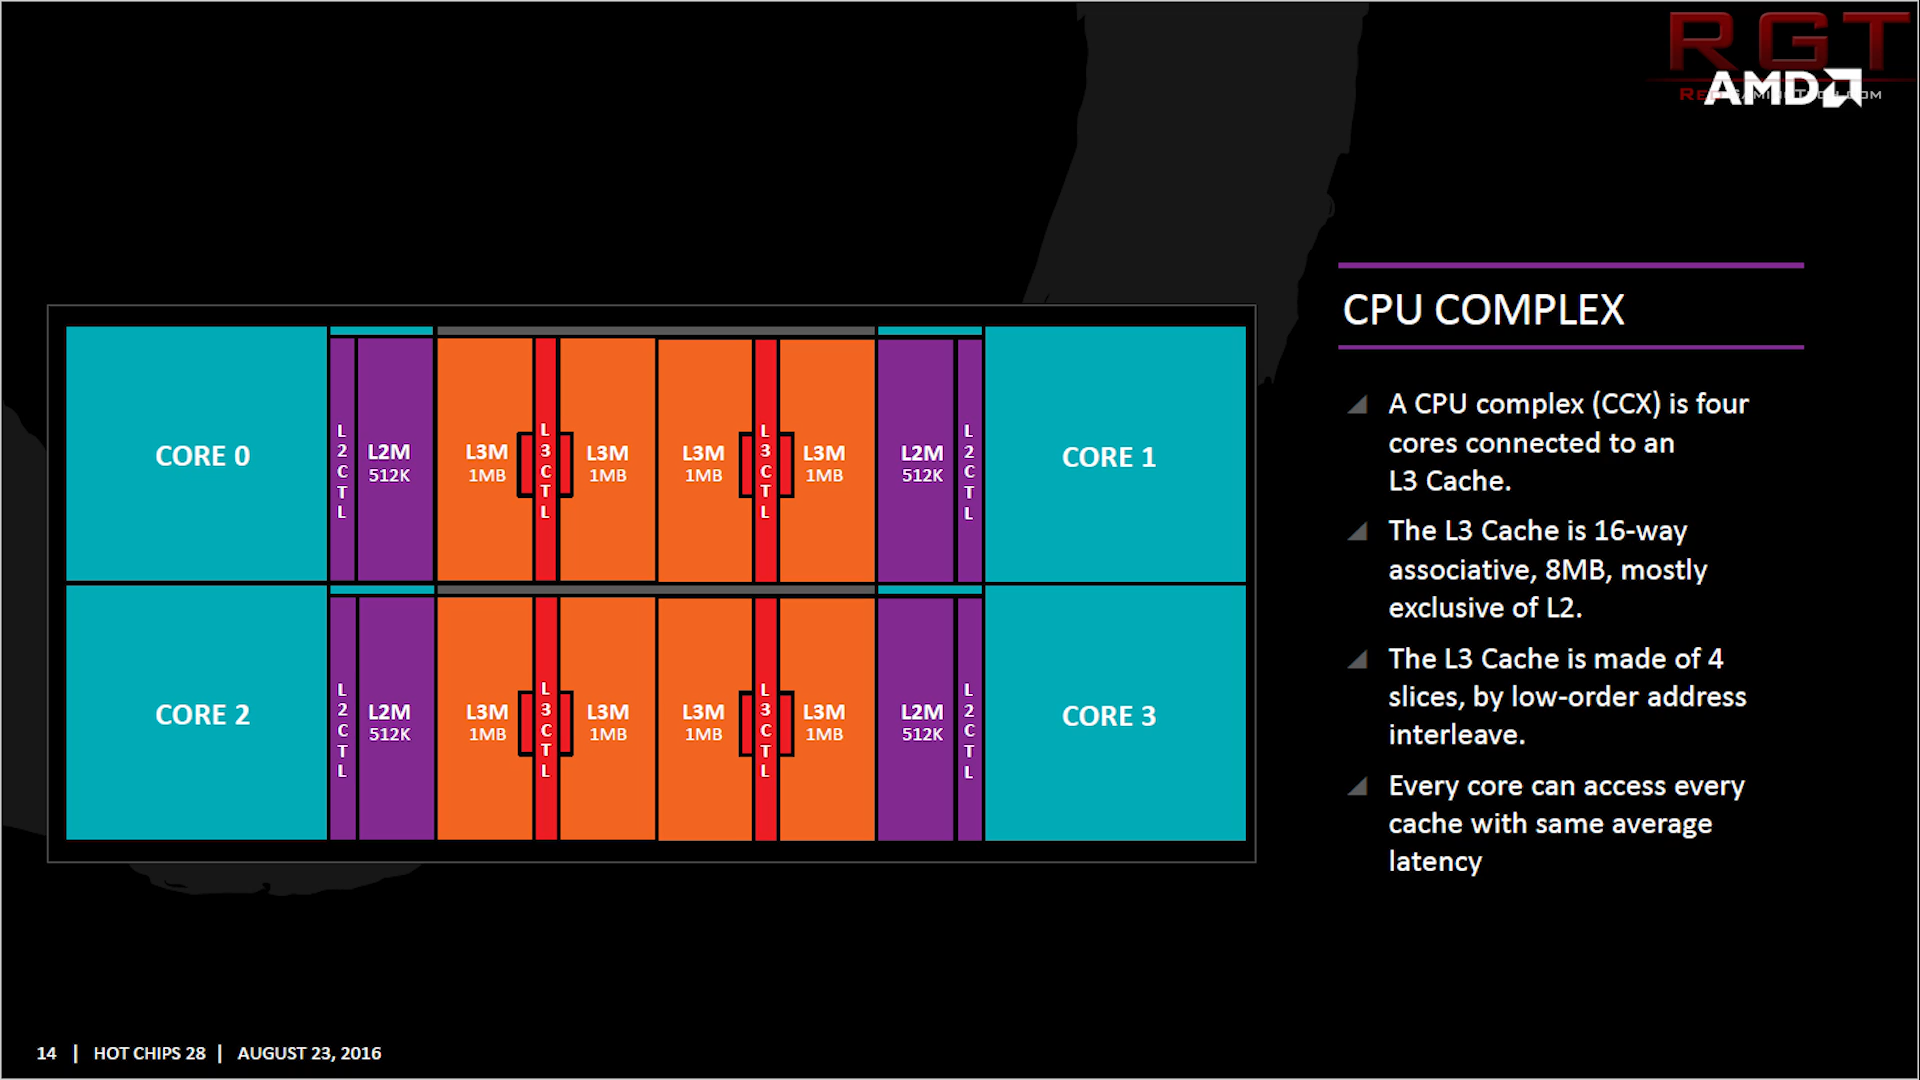 RGT
AMD
CPU COMPLEX
A CPU complex (CCX) is four
cores connected to an
L3 Cache.
The L3 Cache is 16-way
associative, 8MB, mostly
exclusive of L2.
The L3 Cache is made of 4
slices, by low-order address
interleave.
Every core can access every
cache with same average
latency
CORE 0
L2CTL
L2M
512K
L3M
1MB
L3CTL
L3M
1MB
L3M
1MB
L3CTL
L3M
1MB
L2M
512K
L2CTL
CORE 1
CORE 2
L2CTL
L2M
512K
L3M
1MB
L3CTL
L3M
1MB
L3M
1MB
L3CTL
L3M
1MB
L2M
512K
L2CTL
CORE 3
14 | HOT CHIPS 28 | AUGUST 23, 2016